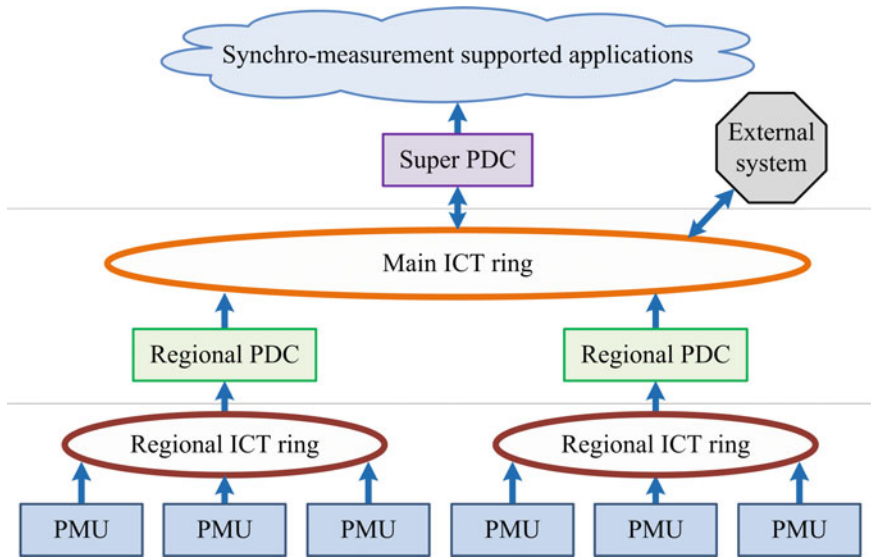 Synchro-measurement supported applications
External
system
Super PDC
Main ICT ring
Regional PDC
Regional PDC
Regional ICT ring
Regional ICT ring
PMU
PMU
PMU
PMU
PMU
PMU